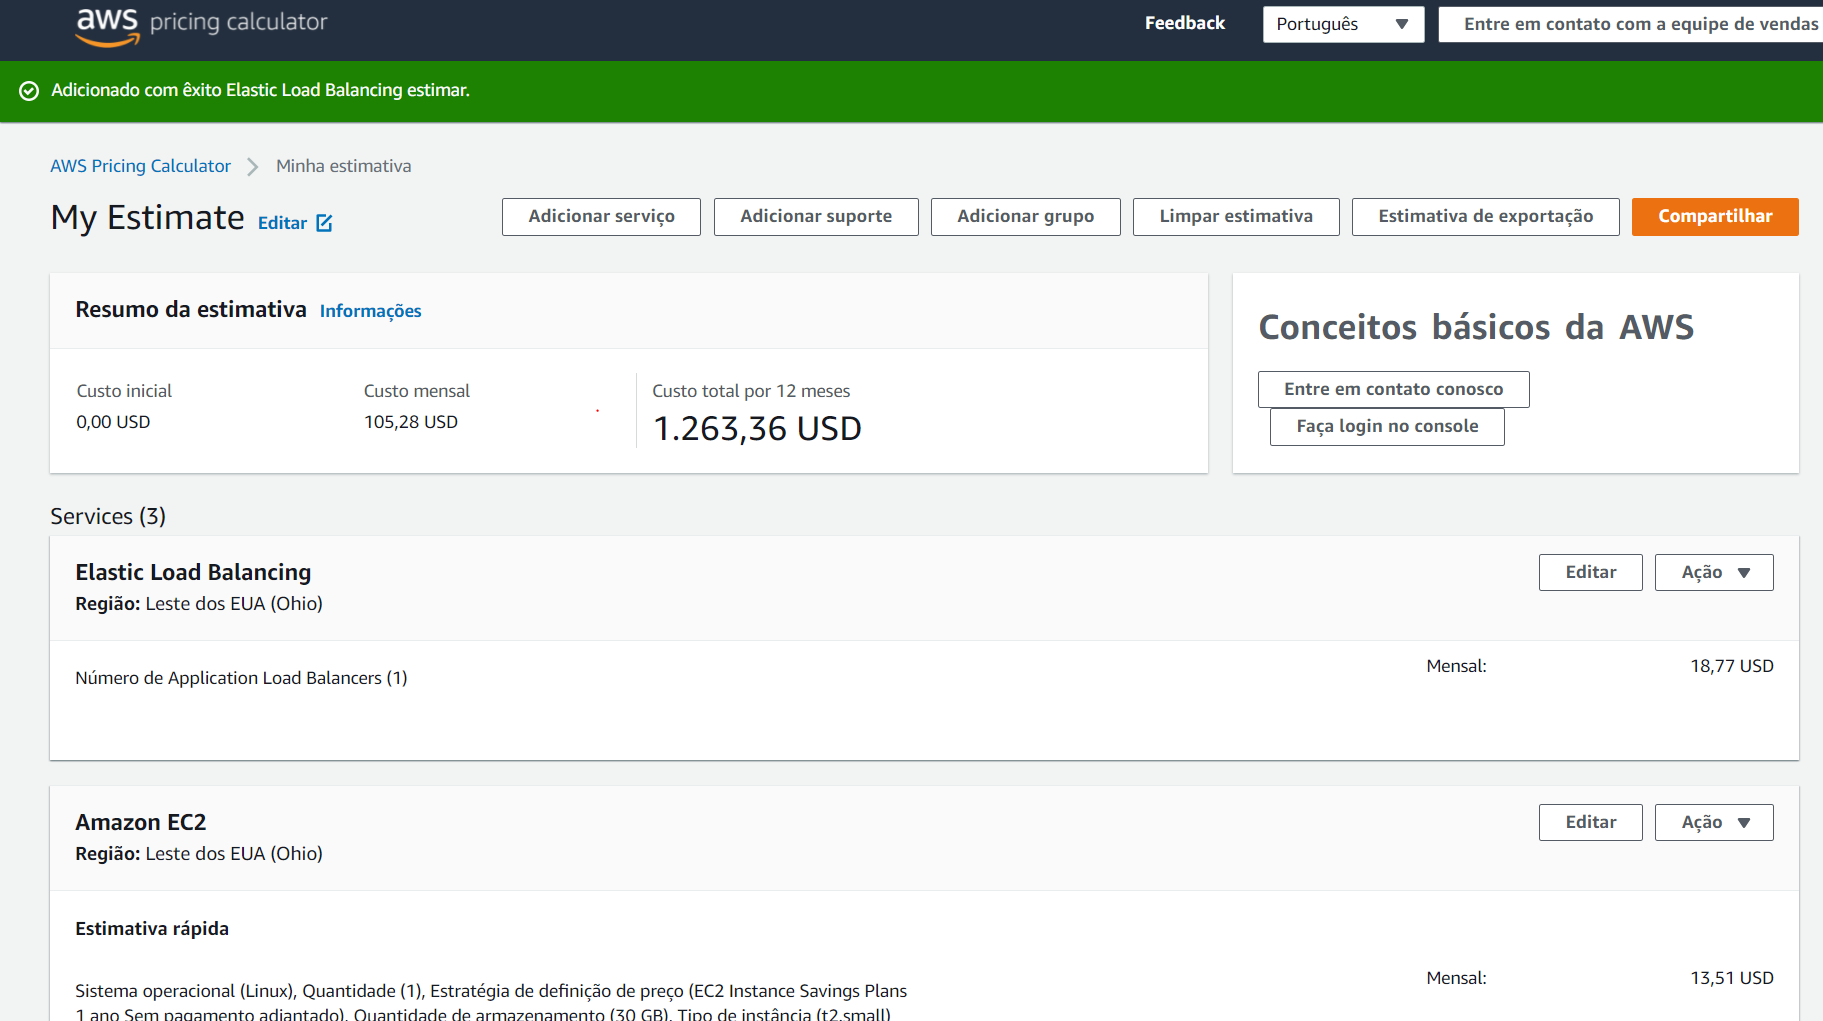 aws pricing calculator
Feedback
Português
Entre em contato com a equipe de vendas
Adicionado com êxito Elastic Load Balancing estimar.
AWS Pricing Calculator
Minha estimativa
My Estimate Editar
Adicionar serviço
Adicionar suporte
Adicionar grupo
Limpar estimativa
Estimativa de exportação
Compartilhar
Resumo da estimativa Informações
Custo inicial
0,00 USD
Custo mensal
105,28 USD
Custo total por 12 meses
1.263,36 USD
Conceitos básicos da AWS
Entre em contato conosco
Faça login no console
Services (3)
Elastic Load Balancing
Região: Leste dos EUA (Ohio)
Editar
Ação
Número de Application Load Balancers (1)
Mensal: 18,77 USD
Amazon EC2
Região: Leste dos EUA (Ohio)
Editar
Ação
Estimativa rápida
Mensal: 13,51 USD
Sistema operacional (Linux), Quantidade (1), Estratégia de definição de preço (EC2 Instance Savings Plans
1 ano Sem pagamento adiantado), Quantidade de armazenamento (30 GB), Tipo de instância (t2.small)